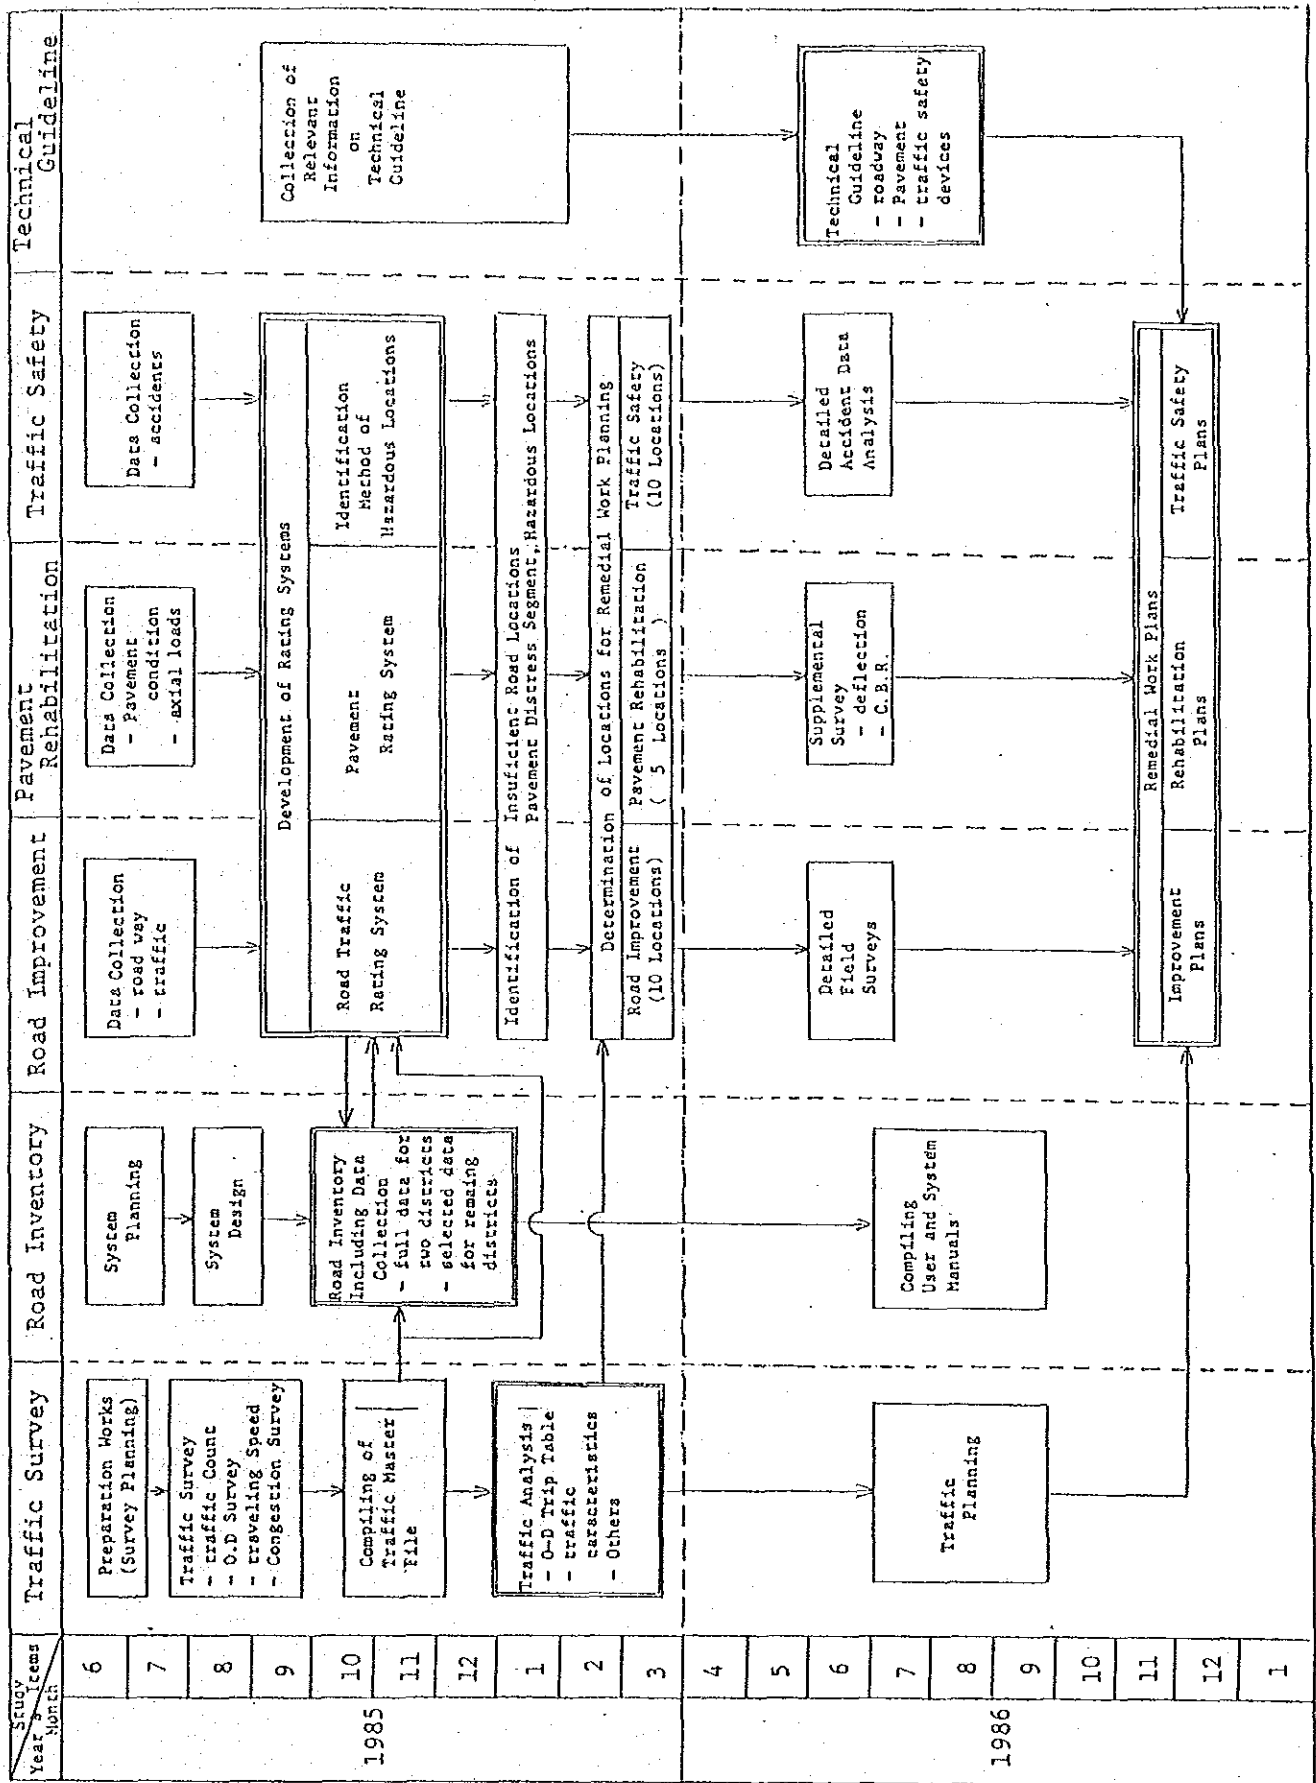 Study Items
Year & Month
Traffic Survey
Road Inventory
Road Improvement
Pavement
Rehabilitation
Traffic Safety
Technical
Guideline
1985
6
7
8
9
10
11
12
1
2
3
1986
4
5
6
7
8
9
10
11
12
1
Preparation Works
(Survey Planning)
Traffic Survey
- traffic Count
- O.D Survey
- traveling Speed
- Congestion Survey
Compiling of
Traffic Master
File
Traffic Analysis
- O-D Trip Table
- traffic
caracteristics
- Others
Traffic
Planning
System
Planning
System
Design
Road Inventory
Including Data
Collection
- full data for
two districts
- selected data
for remaing
districts
Compiling
User and System
Manuals
Data Collection
- road way
- traffic
Data Collection
- Pavement
condition
- axial loads
Data Collection
- accidents
Development of Rating Systems
Road Traffic
Rating System
Pavement
Rating System
Identification
Method of
Hazardous Locations
Identification of Insuficient Road Locations
Pavement Distress Segment, Hazardous Locations
Determination of Locations for Remedial Work Planning
Road Improvement
(10 Locations)
Pavement Rehabilitation
( 5 Locations )
Traffic Safety
(10 Locations)
Detailed
Field
Surveys
Supplemental
Survey
- deflection
- C.B.R.
Detailed
Accident Data
Analysis
Remedial Work Plans
Improvement
Plans
Rehabilitation
Plans
Traffic Safety
Plans
Collection of
Relevant
Information
on
Technical
Guideline
Technical
Guideline
- roadway
- Pavement
- traffic safety
devices